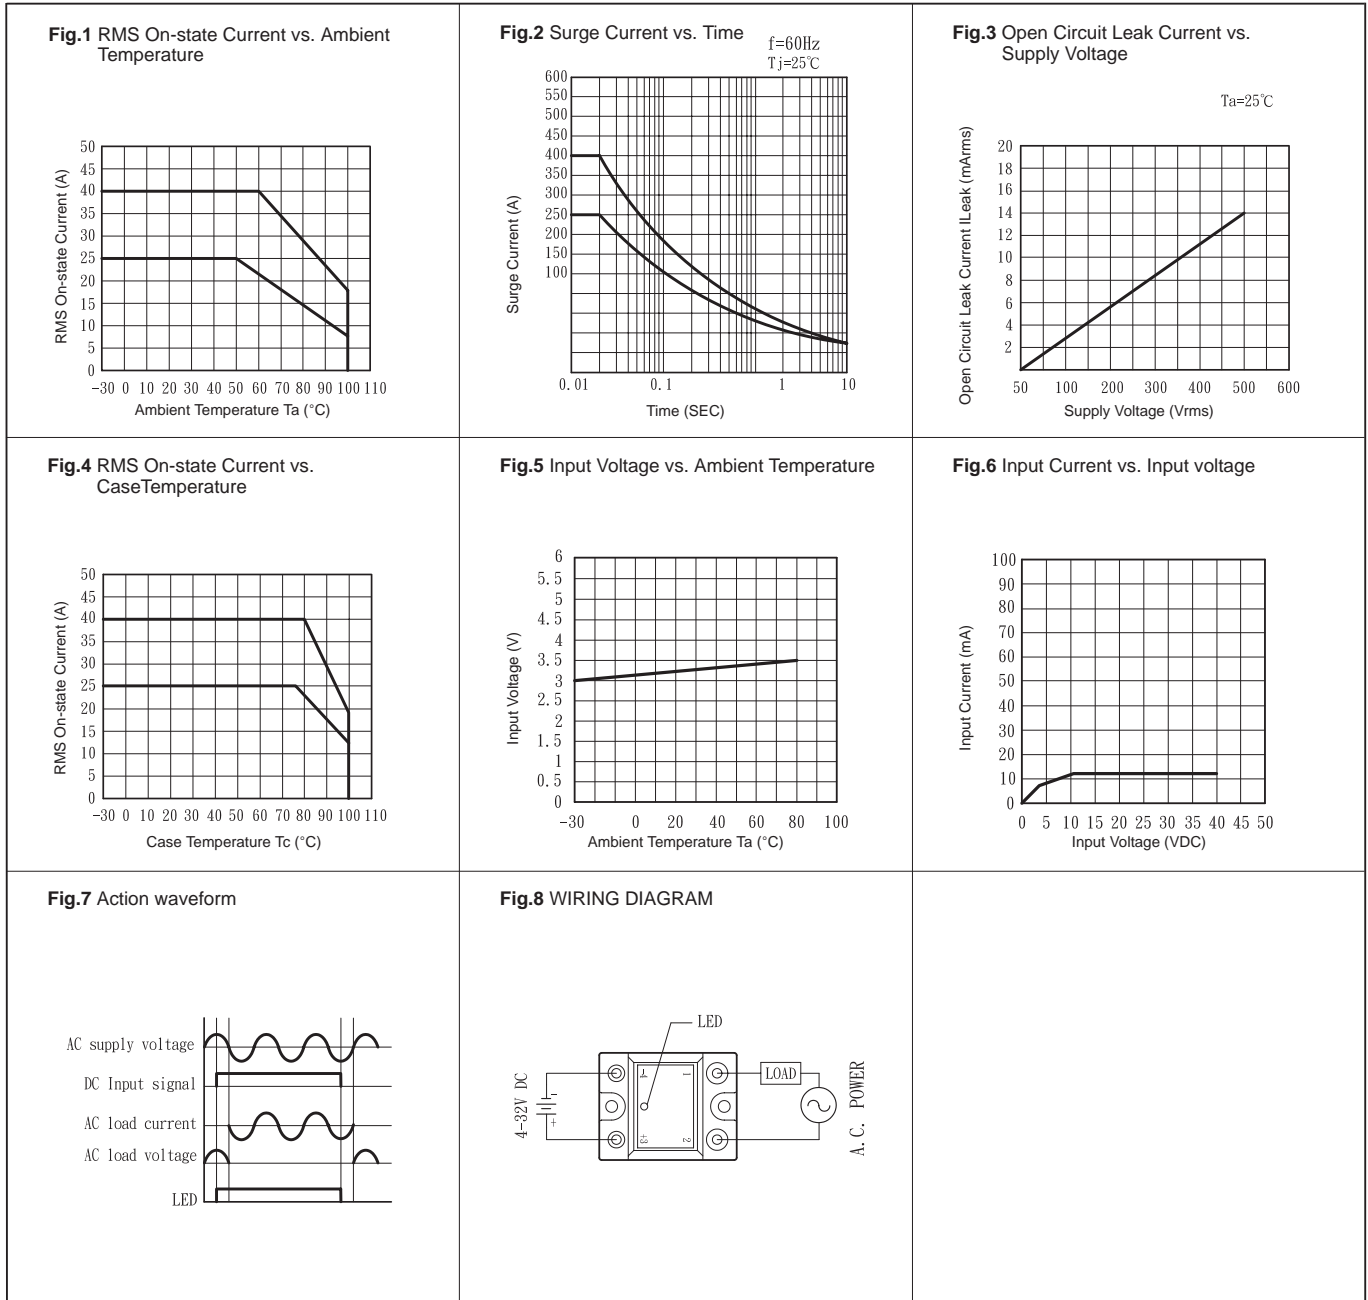 Fig.1 RMS On-state Current vs. Ambient
Temperature
RMS On-state Current (A)
50
45
40
35
30
25
20
15
10
5
0
-30 0 10 20 30 40 50 60 70 80 90 100 110
Ambient Temperature Ta (°C)
Fig.2 Surge Current vs. Time
f=60Hz
Tj=25℃
Surge Current (A)
600
550
500
450
400
350
300
250
200
150
100
0.01 0.1 1 10
Time (SEC)
Fig.3 Open Circuit Leak Current vs.
Supply Voltage
Ta=25℃
Open Circuit Leak Current ILeak (mArms)
20
18
16
14
12
10
8
6
4
2
50 100 200 300 400 500 600
Supply Voltage (Vrms)
Fig.4 RMS On-state Current vs.
CaseTemperature
RMS On-state Current (A)
50
45
40
35
30
25
20
15
10
5
0
-30 0 10 20 30 40 50 60 70 80 90 100 110
Case Temperature Tc (°C)
Fig.5 Input Voltage vs. Ambient Temperature
Input Voltage (V)
6
5.5
5
4.5
4
3.5
3
2.5
2
1.5
1
0.5
0
-30 0 20 40 60 80 100
Ambient Temperature Ta (°C)
Fig.6 Input Current vs. Input voltage
Input Current (mA)
100
90
80
70
60
50
40
30
20
10
0
0 5 10 15 20 25 30 35 40 45 50
Input Voltage (VDC)
Fig.7 Action waveform
AC supply voltage
DC Input signal
AC load current
AC load voltage
LED
Fig.8 WIRING DIAGRAM
LED
4-32V DC
-
+
-4
1
+3
2
LOAD
A.C. POWER